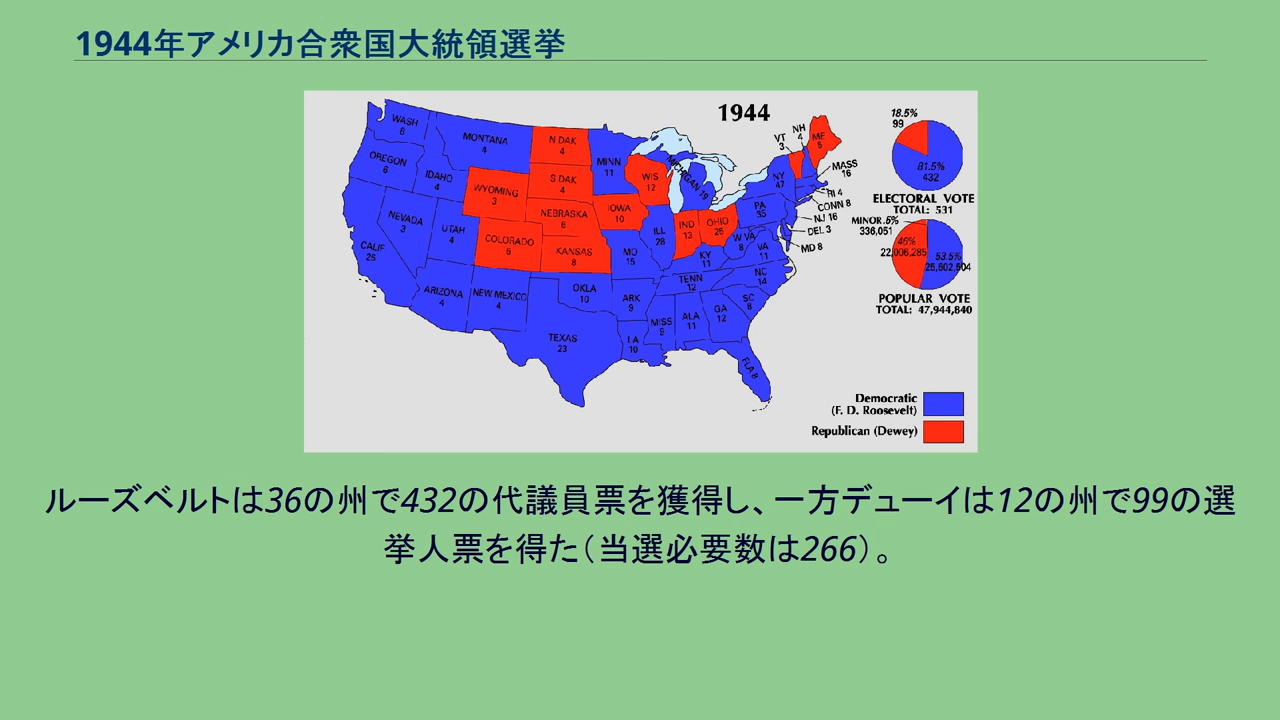 1944年アメリカ合衆国大統領選挙
1944
WASH
6
OREGON
6
CALIF
25
NEVADA
3
IDAHO
4
MONTANA
4
WYOMING
3
UTAH
4
COLORADO
6
ARIZONA
4
NEW MEXICO
4
N DAK
4
S DAK
4
NEBRASKA
6
KANSAS
8
OKLA
10
TEXAS
23
MINN
11
IOWA
10
MO
15
ARK
9
LA
10
WIS
12
ILL
28
MICHIGAN 19
IND
13
OHIO
25
KY
11
TENN
12
MISS
9
ALA
11
GA
12
FLA 8
SC
8
NC
14
VA
11
W VA
8
PA
35
NY
47
VT
3
NH
4
ME
5
MASS
16
RI 4
CONN 8
NJ 16
DEL 3
MD 8
18.5%
99
81.5%
432
ELECTORAL VOTE
TOTAL: 531
MINOR .5%
336,051
46%
22,006,285
53.5%
25,602,504
POPULAR VOTE
TOTAL: 47,944,840
Democratic
(F. D. Roosevelt)
Republican (Dewey)
ルーズベルトは36の州で432の代議員票を獲得し、一方デューイは12の州で99の選
挙人票を得た（当選必要数は266）。